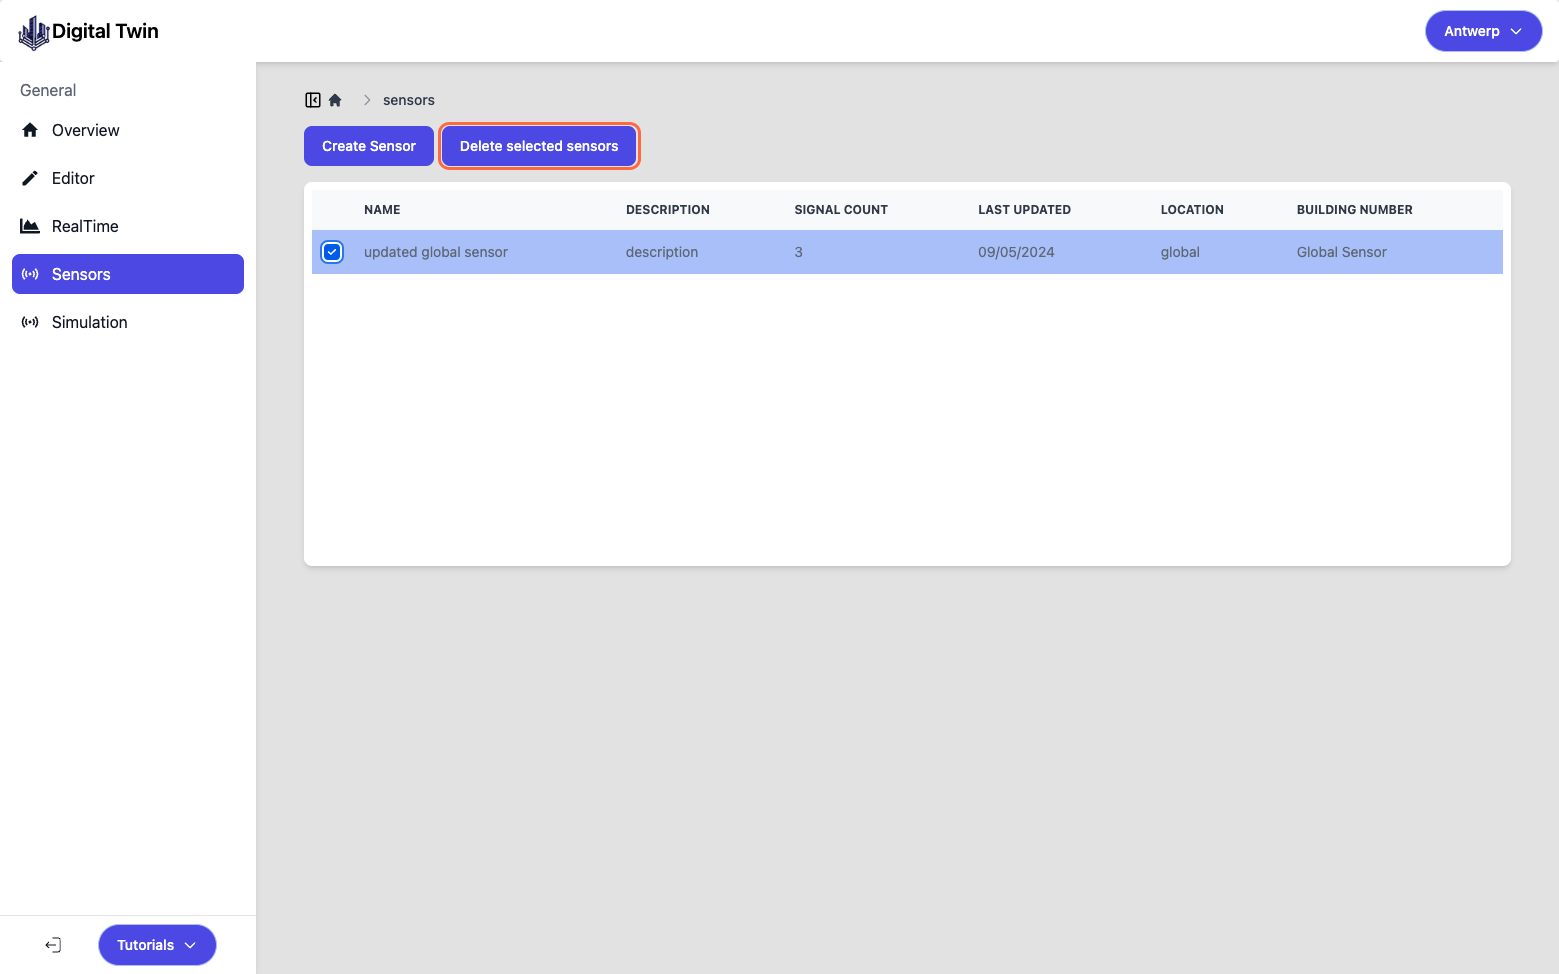 Digital Twin
Antwerp
General
Overview
Editor
RealTime
Sensors
Simulation
sensors
Create Sensor
Delete selected sensors
NAME DESCRIPTION SIGNAL COUNT LAST UPDATED LOCATION BUILDING NUMBER
updated global sensor description 3 09/05/2024 global Global Sensor
Tutorials